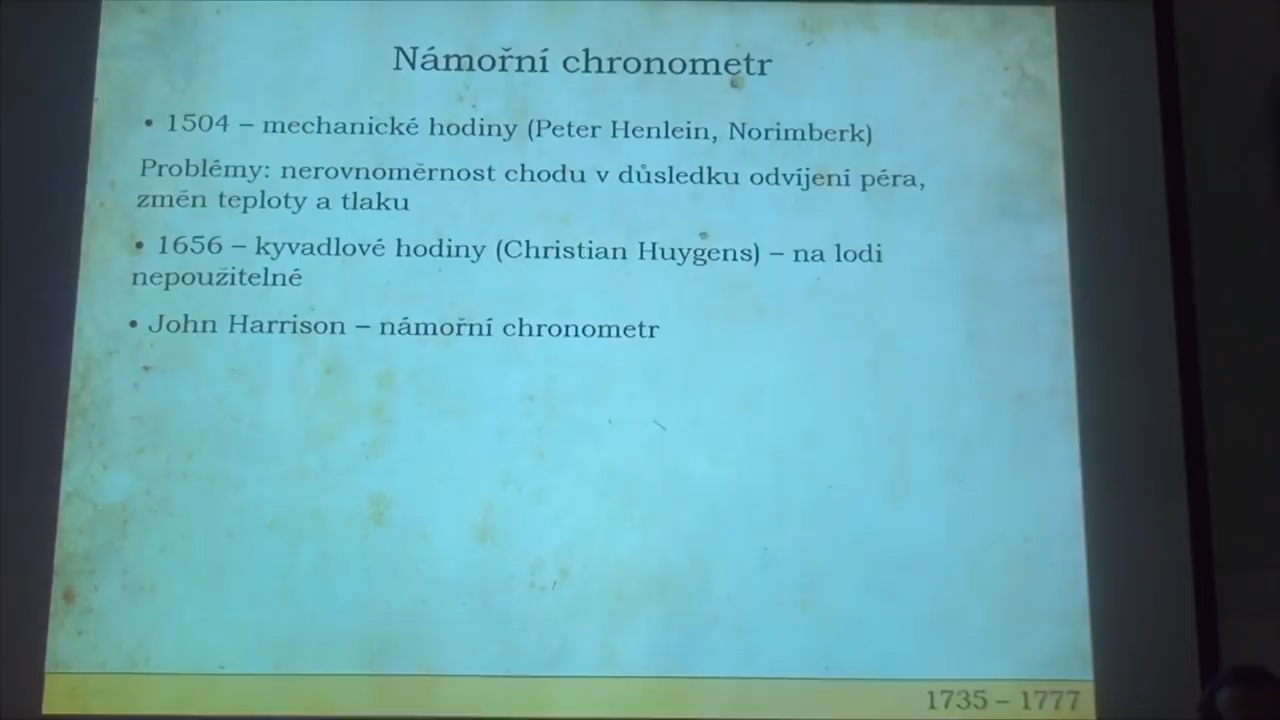 Námořní chronometr
• 1504 – mechanické hodiny (Peter Henlein, Norimberk)
Problémy: nerovnoměrnost chodu v důsledku odvíjení péra,
změn teploty a tlaku
• 1656 – kyvadlové hodiny (Christian Huygens) – na lodi
nepoužitelné
• John Harrison – námořní chronometr
1735 – 1777